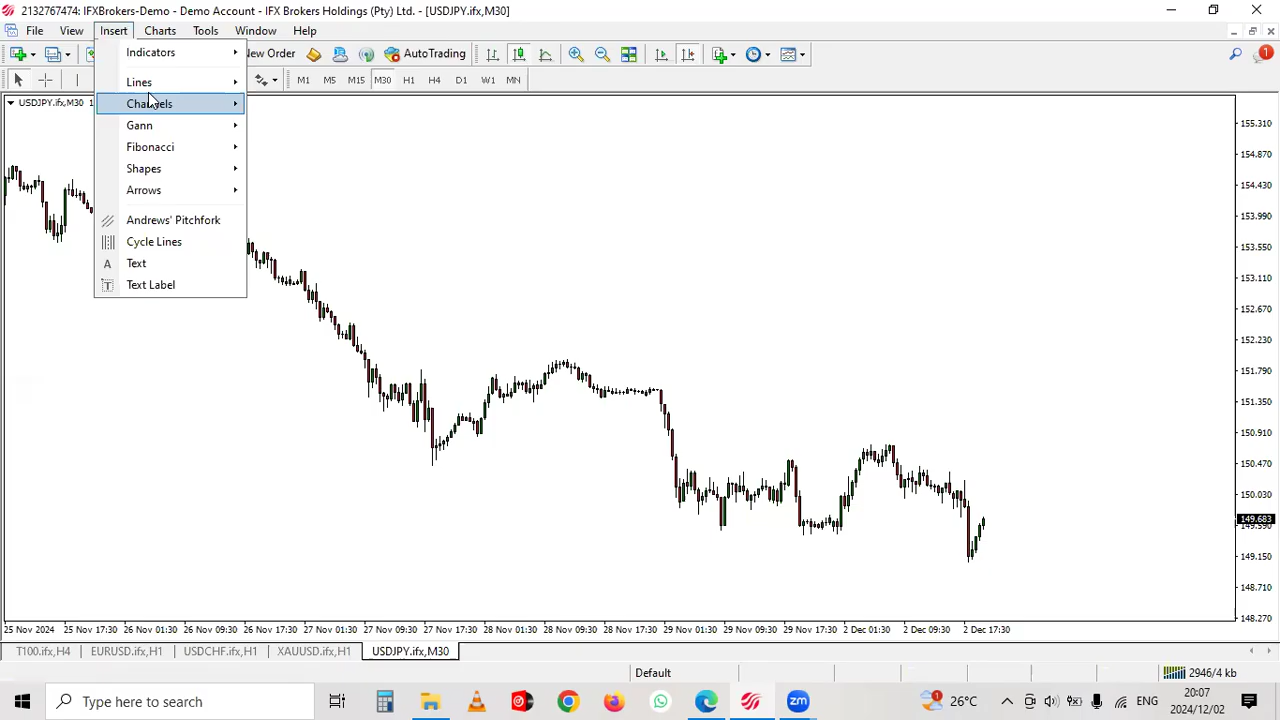 2132767474: IFXBrokers-Demo - Demo Account - IFX Brokers Holdings (Pty) Ltd. - [USDJPY.ifx,M30]
File View Insert Charts Tools Window Help
New Order AutoTrading
M1 M5 M15 M30 H1 H4 D1 W1 MN
USDJPY.ifx,M30
Indicators
Lines
Channels
Gann
Fibonacci
Shapes
Arrows
Andrews' Pitchfork
Cycle Lines
A Text
T Text Label
155.310
154.870
154.430
153.990
153.550
153.110
152.670
152.230
151.790
151.350
150.910
150.470
150.030
149.683
149.590
149.150
148.710
148.270
25 Nov 2024 25 Nov 17:30 26 Nov 01:30 26 Nov 09:30 26 Nov 17:30 27 Nov 01:30 27 Nov 09:30 27 Nov 17:30 28 Nov 01:30 28 Nov 09:30 28 Nov 17:30 29 Nov 01:30 29 Nov 09:30 29 Nov 17:30 2 Dec 01:30 2 Dec 09:30 2 Dec 17:30
T100.ifx,H4 EURUSD.ifx,H1 USDCHF.ifx,H1 XAUUSD.ifx,H1 USDJPY.ifx,M30
Default 2946/4 kb
Type here to search 1 26°C ENG 20:07
2024/12/02